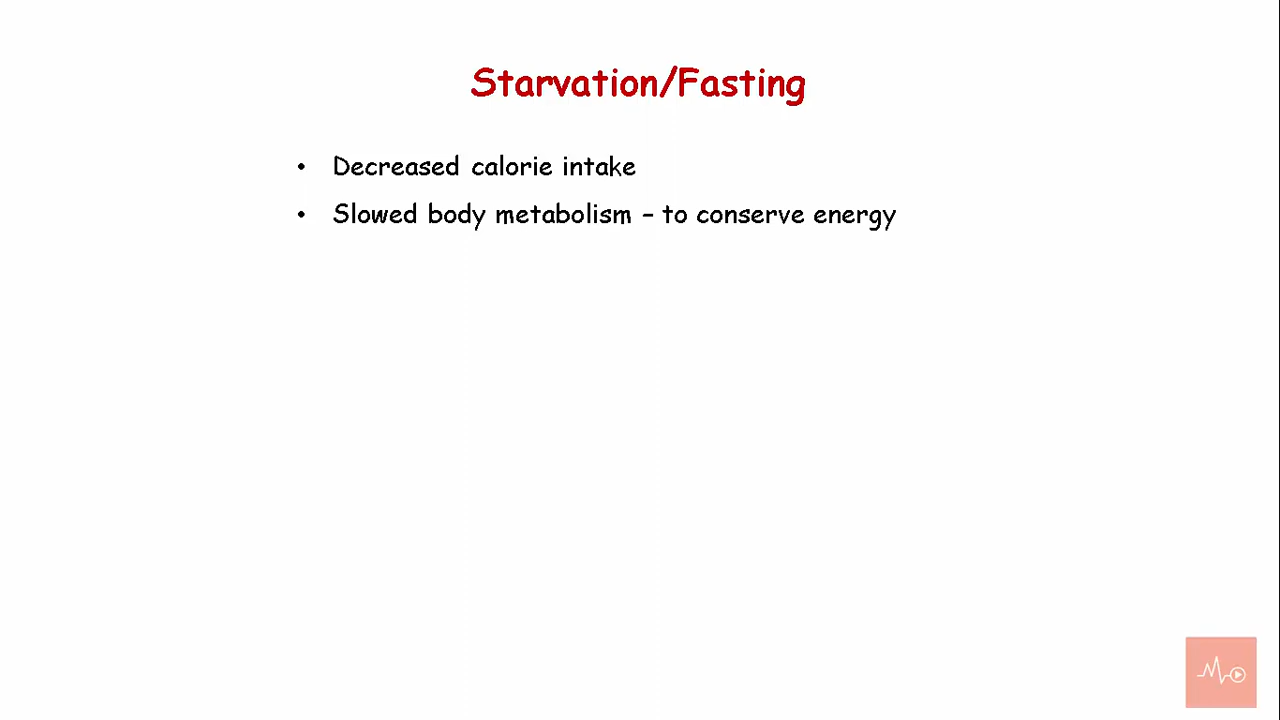 Starvation/Fasting
• Decreased calorie intake
• Slowed body metabolism – to conserve energy